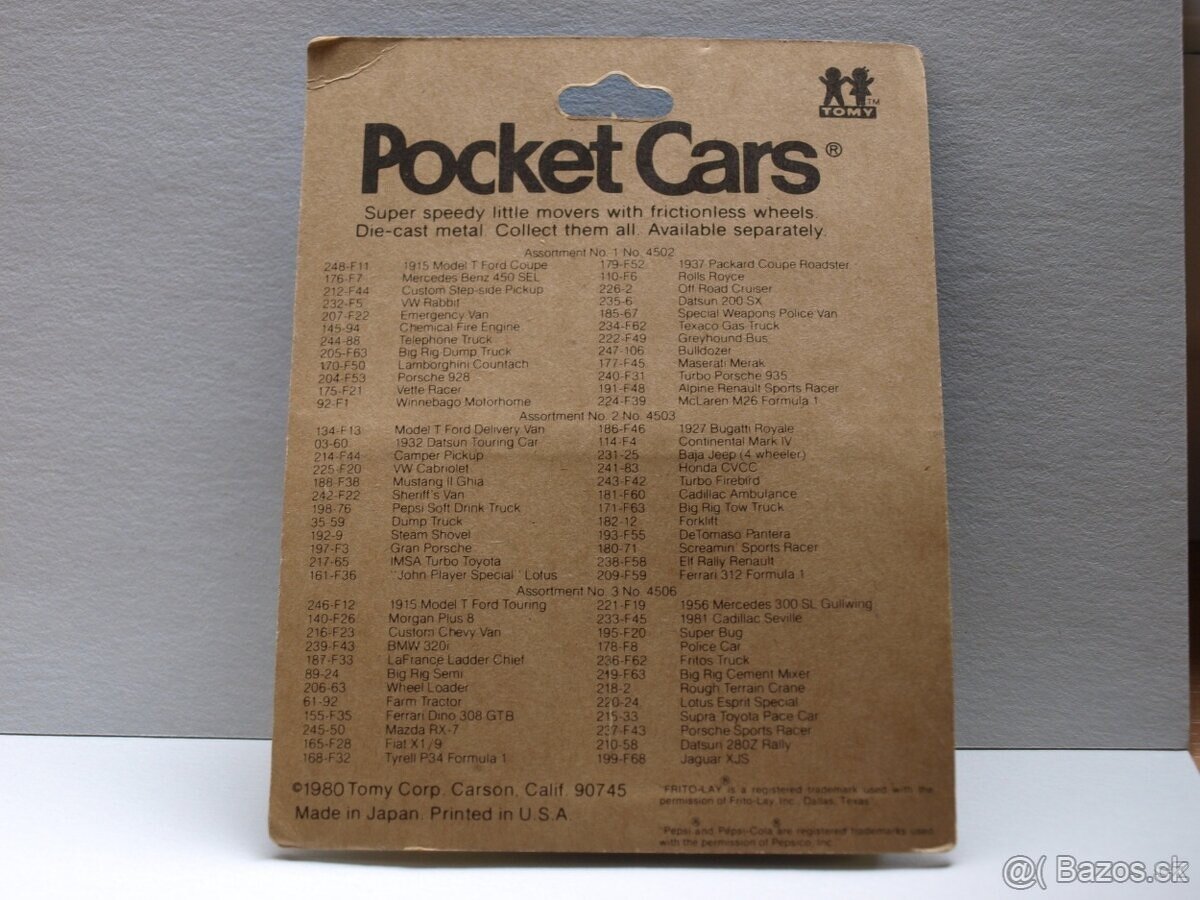 TOMY TM
Pocket Cars®
Super speedy little movers with frictionless wheels.
Die-cast metal. Collect them all. Available separately.
Assortment No. 1 No. 4502
248-F11 1915 Model T Ford Coupe 179-F52 1937 Packard Coupe Roadster
176-F7 Mercedes Benz 450 SEL 110-F6 Rolls Royce
212-F44 Custom Step-side Pickup 226-2 Off Road Cruiser
232-F5 VW Rabbit 235-6 Datsun 200 SX
207-F22 Emergency Van 185-67 Special Weapons Police Van
145-94 Chemical Fire Engine 234-F62 Texaco Gas Truck
244-88 Telephone Truck 222-F49 Greyhound Bus
205-F63 Big Rig Dump Truck 247-106 Bulldozer
170-F50 Lamborghini Countach 177-F45 Maserati Merak
204-F53 Porsche 928 240-F31 Turbo Porsche 935
175-F21 Vette Racer 191-F48 Alpine Renault Sports Racer
92-F1 Winnebago Motorhome 224-F39 McLaren M26 Formula 1
Assortment No. 2 No. 4503
134-F13 Model T Ford Delivery Van 186-F46 1927 Bugatti Royale
03-60 1932 Datsun Touring Car 114-F4 Continental Mark IV
214-F44 Camper Pickup 231-25 Baja Jeep (4 wheeler)
225-F20 VW Cabriolet 241-83 Honda CVCC
188-F38 Mustang II Ghia 243-F42 Turbo Firebird
242-F22 Sheriff's Van 181-F60 Cadillac Ambulance
198-76 Pepsi Soft Drink Truck 171-F63 Big Rig Tow Truck
35-59 Dump Truck 182-12 Forklift
192-9 Steam Shovel 193-F55 DeTomaso Pantera
197-F3 Gran Porsche 180-71 Screamin' Sports Racer
217-65 IMSA Turbo Toyota 238-F58 Elf Rally Renault
161-F36 "John Player Special" Lotus 209-F59 Ferrari 312 Formula 1
Assortment No. 3 No. 4506
246-F12 1915 Model T Ford Touring 221-F19 1956 Mercedes 300 SL Gullwing
140-F26 Morgan Plus 8 233-F45 1981 Cadillac Seville
216-F23 Custom Chevy Van 195-F20 Super Bug
239-F43 BMW 320i 178-F8 Police Car
187-F33 LaFrance Ladder Chief 236-F62 Fritos Truck
89-24 Big Rig Semi 219-F63 Big Rig Cement Mixer
206-63 Wheel Loader 218-2 Rough Terrain Crane
61-92 Farm Tractor 220-24 Lotus Esprit Special
155-F35 Ferrari Dino 308 GTB 215-33 Supra Toyota Pace Car
245-50 Mazda RX-7 237-F43 Porsche Sports Racer
165-F28 Fiat X1/9 210-58 Datsun 280Z Rally
168-F32 Tyrell P34 Formula 1 199-F68 Jaguar XJS
©1980 Tomy Corp. Carson, Calif. 90745
Made in Japan. Printed in U.S.A.
"FRITO-LAY® is a registered trademark used with the
permission of Frito-Lay, Inc., Dallas, Texas".
"Pepsi® and Pepsi-Cola® are registered trademarks used
with the permission of Pepsico, Inc.
@( Bazos.sk